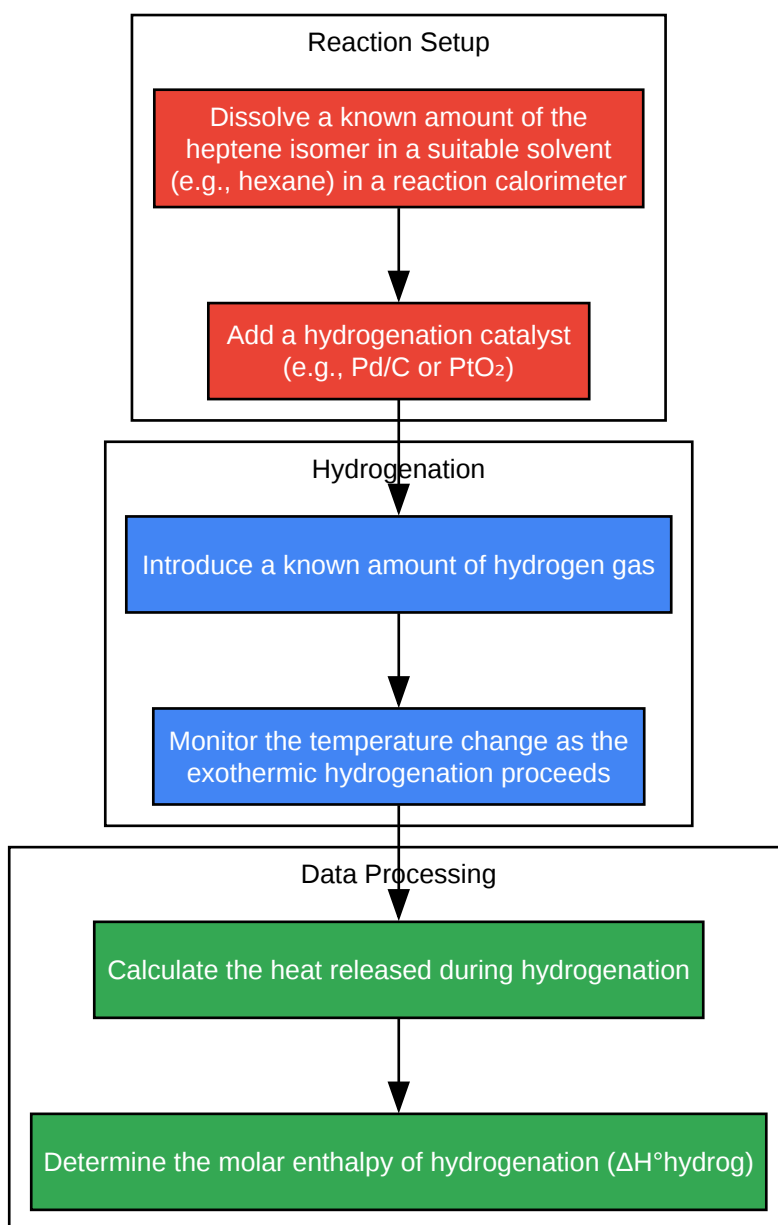 Reaction Setup
Dissolve a known amount of the
heptene isomer in a suitable solvent
(e.g., hexane) in a reaction calorimeter
Add a hydrogenation catalyst
(e.g., Pd/C or PtO₂)
Hydrogenation
Introduce a known amount of hydrogen gas
Monitor the temperature change as the
exothermic hydrogenation proceeds
Data Processing
Calculate the heat released during hydrogenation
Determine the molar enthalpy of hydrogenation (ΔH°hydrog)